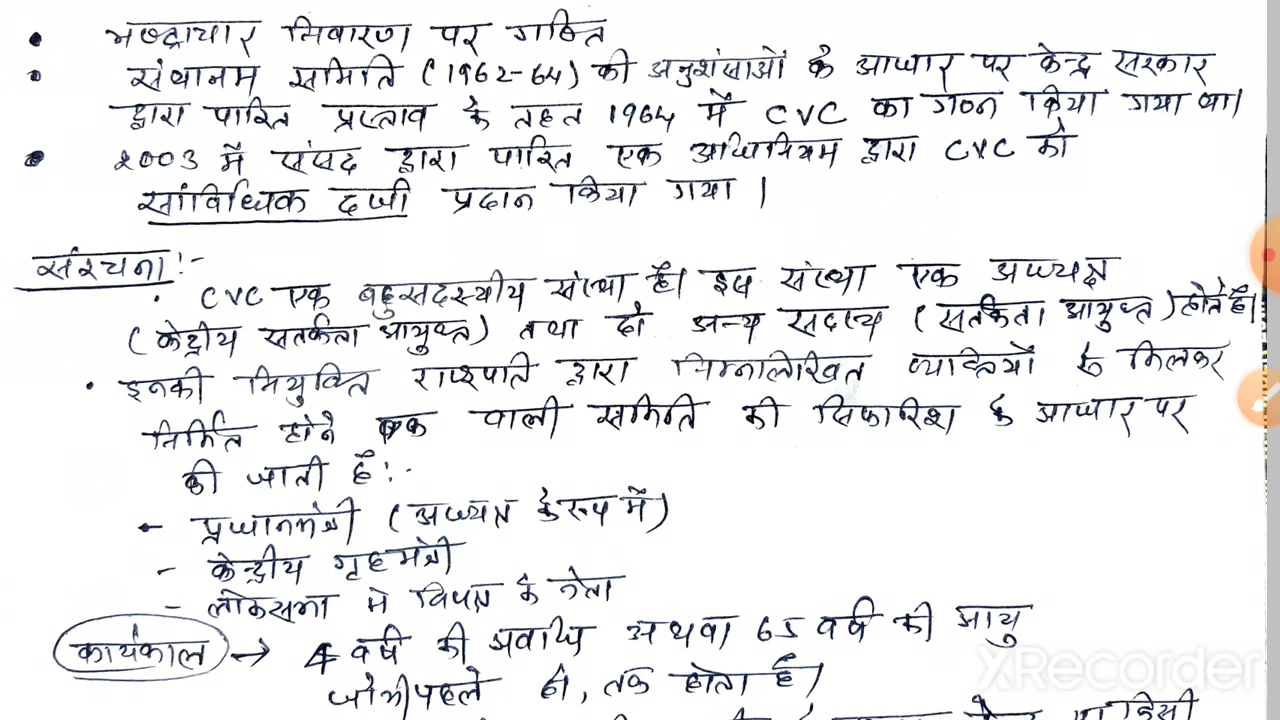 • भ्रष्टाचार निवारण पर गठित
• संथानम समिति (1962-64) की अनुशंसाओं के आधार पर केन्द्र सरकार
द्वारा पारित प्रस्ताव के तहत 1964 में CVC का गठन किया गया था।
• 2003 में संसद द्वारा पारित एक अधिनियम द्वारा CVC को
सांविधिक दर्जा प्रदान किया गया।
संरचना:-
• CVC एक बहुसदस्यीय संस्था है। इस संस्था एक अध्यक्ष
(केंद्रीय सतर्कता आयुक्त) तथा दो अन्य सदस्य (सतर्कता आयुक्त) होते हैं।
• इनकी नियुक्ति राष्ट्रपति द्वारा निम्नलिखित व्यक्तियों से मिलकर
निर्मित होने वाली समिति की सिफारिश के आधार पर
की जाती है:-
- प्रधानमंत्री (अध्यक्ष के रूप में)
- केन्द्रीय गृहमंत्री
- लोकसभा में विपक्ष के नेता
कार्यकाल → 4 वर्ष की अवधि अथवा 65 वर्ष की आयु
जो भी पहले हो, तक होता है।
XRecorder